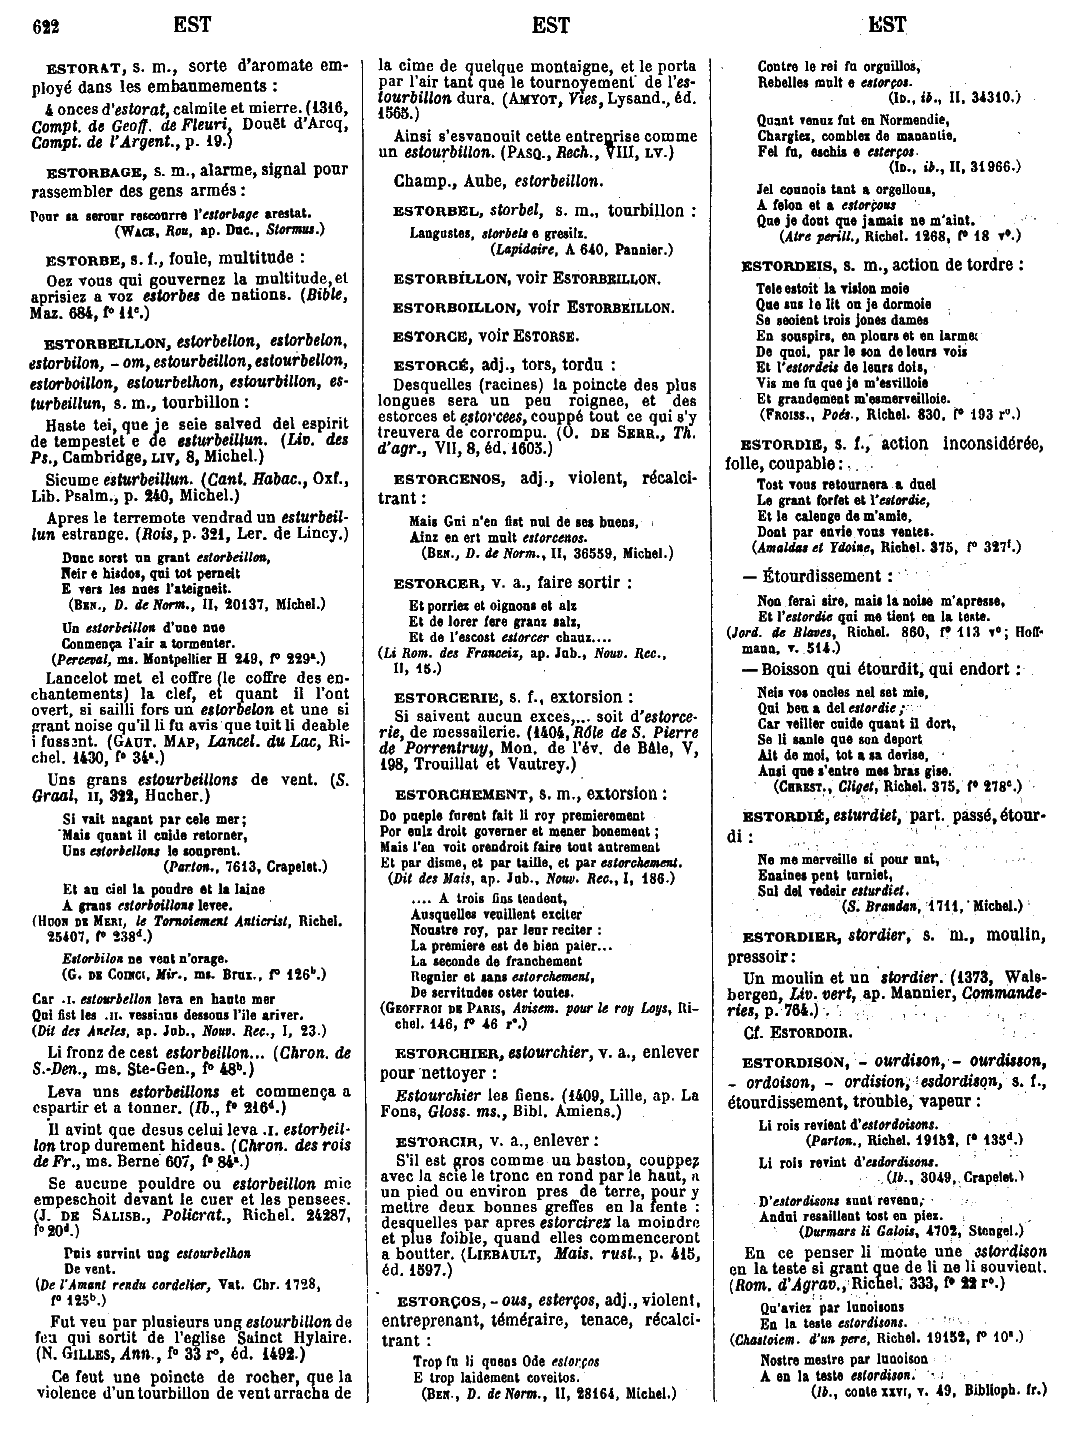 622 EST EST EST
ESTORAT, s. m., sorte d'aromate em-
ployé dans les embaumements :
4 onces d'estorat, calmite et mierre. (1316,
Compt. de Geoff. de Fleuri, Douët d'Arcq,
Compt. de l'Argent., p. 19.)
ESTORBAGE, s. m., alarme, signal pour
rassembler des gens armés :
Pour sa serour rescourre l'estorbage arestat.
(WACE, Rou, ap. Duc., Stormus.)
ESTORBE, s. f., foule, multitude :
Oez vous qui gouvernez la multitude, et
aprisiez a voz estorbes de nations. (Bible,
Maz. 684, f° 11c.)
ESTORBEILLON, estorbellon, estorbelon,
estorbilon, - om, estourbeillon, estourbellon,
estorboillon, estourbelhon, estourbillon, es-
turbeillun, s. m., tourbillon :
Haste tei, que je seie salved del espirit
de tempestet e de esturbeillun. (Liv. des
Ps., Cambridge, LIV, 8, Michel.)
Sicume esturbeillun. (Cant. Habac., Oxf.,
Lib. Psalm., p. 240, Michel.)
Apres le terremote vendrad un esturbeil-
lun estrange. (Rois, p. 321, Ler. de Lincy.)
Dunc sorst un grant estorbeillon,
Neir e hisdos, qui tot perneit
E vers les nues l'ateigneit.
(BEN., D. de Norm., II, 20137, Michel.)
Un estorbeillon d'une nue
Conmença l'air a tormenter.
(Perceval, ms. Montpellier H 249, f° 229a.)
Lancelot met el coffre (le coffre des en-
chantements) la clef, et quant il l'ont
overt, si sailli fors un estorbelon et une si
grant noise qu'il li fu avis que tuit li deable
i fussent. (GAUT. MAP, Lancel. du Lac, Ri-
chel. 1430, f° 34a.)
Uns grans estourbeillons de vent. (S.
Graal, II, 322, Hucher.)
Si vait nagant par cele mer;
Mais quant il cuide retorner,
Uns estorbellons le souprent.
(Parton., 7613, Crapelet.)
Et au ciel la poudre et la laine
A grans estorboillons levee.
(HUON DE MERI, le Tornoiement Anticrist, Richel.
25407, f° 238d.)
Estorbilon ne vent n'orage.
(G. DE COINCI, Mir., ms. Brux., f° 126b.)
Car .I. estourbellon leva en haute mer
Qui fist les .II. vessiaus dessous l'ile ariver.
(Dit des Aneles, ap. Jub., Nouv. Rec., I, 23.)
Li fronz de cest estorbeillon... (Chron. de
S.-Den., ms. Ste-Gen., f° 48b.)
Leva uns estorbeillons et commença a
espartir et a tonner. (Ib., f° 216d.)
Il avint que desus celui leva .I. estorbeil-
lon trop durement hideus. (Chron. des rois
de Fr., ms. Berne 607, f° 84a.)
Se aucune pouldre ou estorbeillon mie
empeschoit devant le cuer et les pensees.
(J. DE SALISB., Policrat., Richel. 24287,
f° 20d.)
Puis survint ung estourbelhon
De vent.
(De l'Amant rendu cordelier, Vat. Chr. 1728,
f° 125b.)
Fut veu par plusieurs ung estourbillon de
feu qui sortit de l'eglise Sainct Hylaire.
(N. GILLES, Ann., f° 33 r°, éd. 1492.)
Ce feut une poincte de rocher, que la
violence d'un tourbillon de vent arracha de
la cime de quelque montaigne, et le porta
par l'air tant que le tournoyement de l'es-
tourbillon dura. (AMYOT, Vies, Lysand., éd.
1565.)
Ainsi s'esvanouit cette entreprise comme
un estourbillon. (PASQ., Rech., VIII, LV.)
Champ., Aube, estorbeillon.
ESTORBEL, storbel, s. m., tourbillon :
Langustes, storbels e gresilz.
(Lapidaire, A 640, Pannier.)
ESTORBILLON, voir ESTORBEILLON.
ESTORBOILLON, voir ESTORBEILLON.
ESTORCE, voir ESTORSE.
ESTORCÉ, adj., tors, tordu :
Desquelles (racines) la poincte des plus
longues sera un peu roignee, et des
estorces et estorcees, couppé tout ce qui s'y
treuvera de corrompu. (O. DE SERR., Th.
d'agr., VII, 8, éd. 1605.)
ESTORCENOS, adj., violent, récalci-
trant :
Mais Gui n'en fist nul de ses buens,
Ainz en ert mult estorcenos.
(BEN., D. de Norm., II, 36559, Michel.)
ESTORCER, v. a., faire sortir :
Et porriez et oignons et alz
Et de lorer fere granz salz,
Et de l'escost estorcer chauz....
(Li Rom. des Franceiz, ap. Jub., Nouv. Rec.,
II, 15.)
ESTORCERIE, s. f., extorsion :
Si saivent aucun exces,... soit d'estorce-
rie, de messailerie. (1404, Rôle de S. Pierre
de Porrentruy, Mon. de l'év. de Bâle, V,
198, Trouillat et Vautrey.)
ESTORCHEMENT, s. m., extorsion :
Du pueple furent fait li roy premierement
Por eulz droit governer et mener bonement ;
Mais l'en voit orendroit faire tout autrement
Et par disme, et par taille, et par estorchement.
(Dit des Mais, ap. Jub., Nouv. Rec., I, 186.)
.... A trois fins tendent,
Ausquelles veuillent exciter
Noustre roy, par leur reciter :
La premiere est de bien paier...
La seconde de franchement
Regnier et sans estorchement,
De servitudes oster toutes.
(GEOFFROI DE PARIS, Avisem. pour le roy Loys, Ri-
chel. 146, f° 46 r°.)
ESTORCHIER, estourchier, v. a., enlever
pour nettoyer :
Estourchier les fiens. (1409, Lille, ap. La
Fons, Gloss. ms., Bibl. Amiens.)
ESTORCIR, v. a., enlever :
S'il est gros comme un baston, couppez
avec la scie le tronc en rond par le haut, a
un pied ou environ pres de terre, pour y
mettre deux bonnes greffes en la fente :
desquelles par apres estorcirez la moindre
et plus foible, quand elles commenceront
a boutter. (LIEBAULT, Mais. rust., p. 415,
éd. 1597.)
ESTORÇOS, - ous, esterços, adj., violent,
entreprenant, téméraire, tenace, récalci-
trant :
Trop fu li quens Ode estorços
E trop laidement coveitos.
(BEN., D. de Norm., II, 28164, Michel.)
Contre le rei fu orguillos,
Rebelles mult e estorços.
(ID., ib., II, 34310.)
Quant venuz fut en Normendie,
Chargiez, comblez de manantie,
Fel fu, eschis e esterços.
(ID., ib., II, 31966.)
Jel connois tant a orgellous,
A felon et a estorçous
Que je dout que jamais ne m'aint.
(Atre perill., Richel. 1268, f° 18 v°.)
ESTORDEIS, s. m., action de tordre :
Tele estoit la vision moie
Que sus le lit ou je dormoie
Se seoient trois jones dames
En souspirs, en plours et en larmes
De quoi, par le son de leurs vois
Et l'estordeis de leurs dois,
Vis me fu que je m'esvilloie
Et grandement m'esmerveilloie.
(FROISS., Poés., Richel. 830, f° 193 r°.)
ESTORDIE, s. f., action inconsidérée,
folle, coupable :
Tost vous retournera a duel
Le grant forfet et l'estordie,
Et le calenge de m'amie,
Dont par envie vous ventes.
(Amaldas et Ydoine, Richel. 375, f° 327f.)
— Étourdissement :
Non ferai sire, mais la noise m'apresse,
Et l'estordie qui me tient en la teste.
(Jord. de Blaves, Richel. 860, f° 113 v° ; Hoff-
mann, v. 514.)
— Boisson qui étourdit, qui endort :
Neis vos oncles nel set mie,
Qui beu a del estordie ;
Car veiller cuide quant il dort,
Se li sanle que son deport
Ait de moi, tot a sa devise,
Ausi que s'entre mes bras gise.
(CHREST., Cliget, Richel. 375, f° 278c.)
ESTORDIÉ, esturdiet, part. passé, étour-
di :
Ne me merveille si pour unt,
Enaines pent turniet,
Sul del vedeir esturdiet.
(S. Brandan, 1711, Michel.)
ESTORDIER, stordier, s. m., moulin,
pressoir :
Un moulin et un stordier. (1373, Wals-
bergen, Liv. vert, ap. Mannier, Commande-
ries, p. 764.)
Cf. ESTORDOIR.
ESTORDISON, - ourdison, - ourdisson,
- ordoison, - ordision, esdordison, s. f.,
étourdissement, trouble, vapeur :
Li rois revient d'estordoisons.
(Parton., Richel. 19152, f° 135d.)
Li rois revint d'esdordisons.
(Ib., 3049, Crapelet.)
D'estordisons sunt revenu;
Andui resaillent tost en piez.
(Durmars li Galois, 4702, Stengel.)
En ce penser li monte une estordison
en la teste si grant que de li ne li souvient.
(Rom. d'Agrav., Richel. 333, f° 22 r°.)
Qu'aviez par lunoisons
En la teste estordisons.
(Chastoiem. d'un pere, Richel. 19152, f° 10a.)
Nostre mestre par lunoison
A en la teste estordison.
(Ib., conte XXVI, v. 49, Biblioph. fr.)